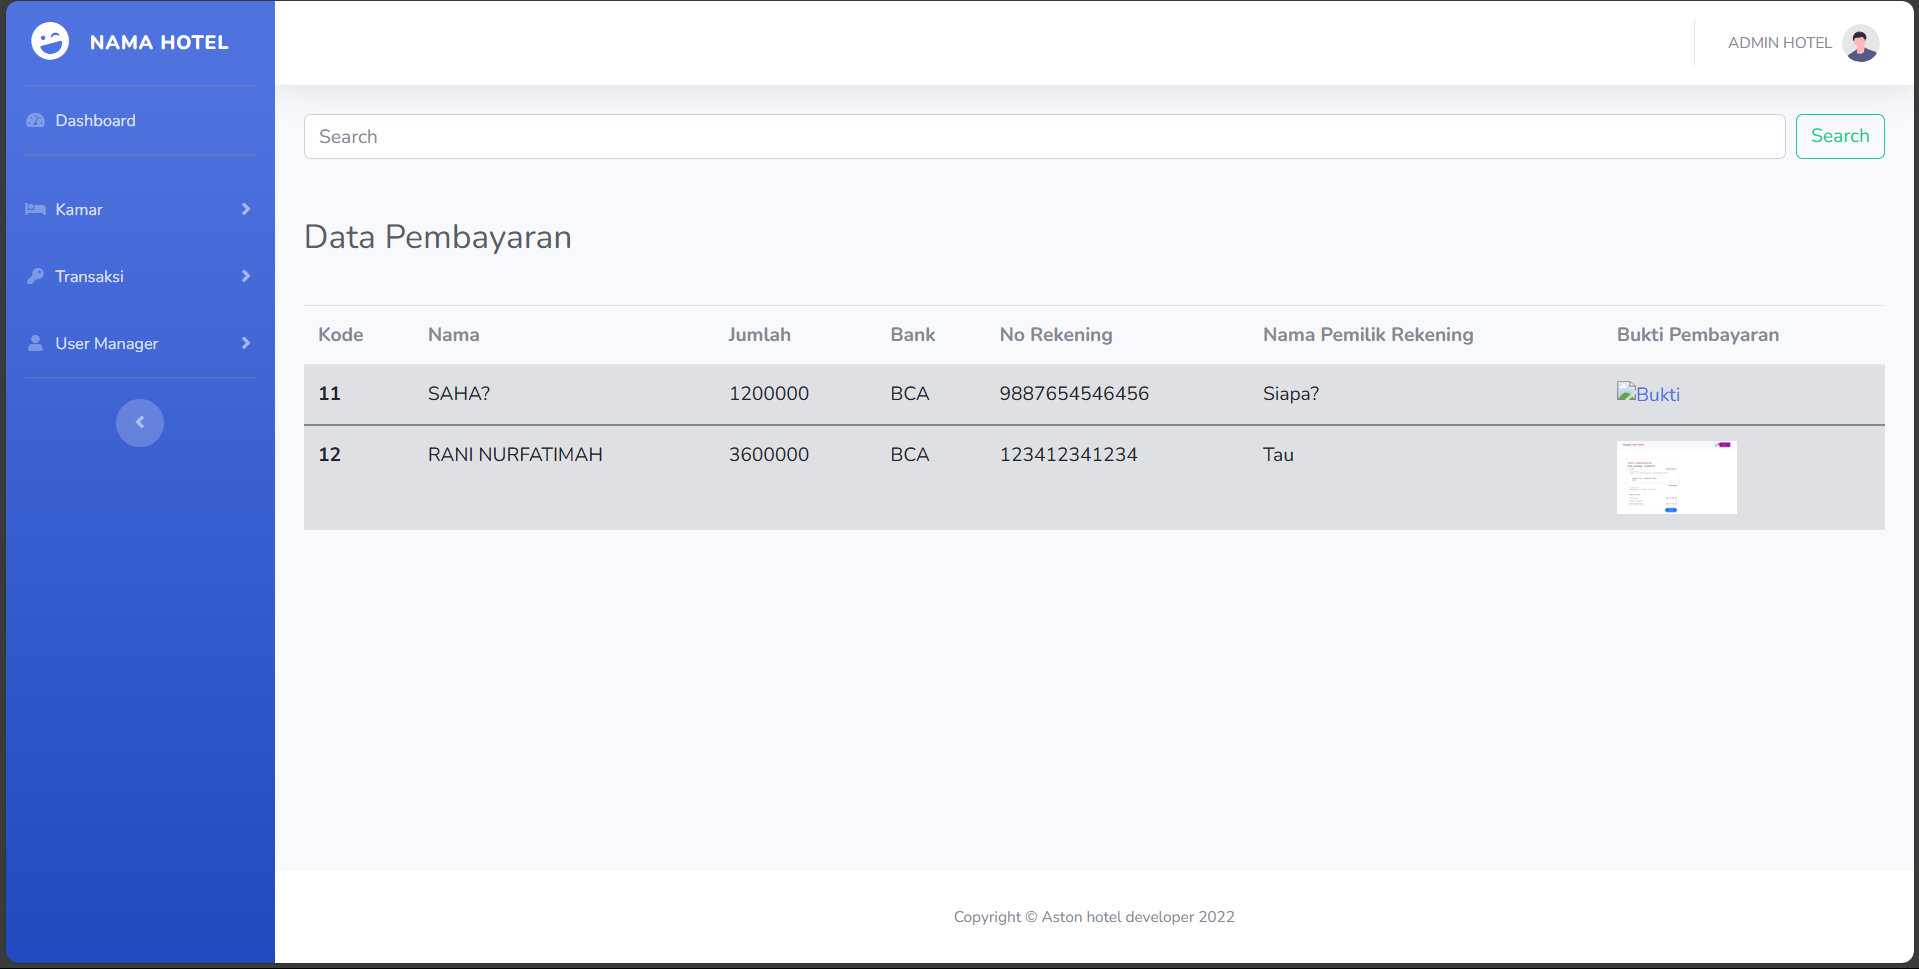 NAMA HOTEL
ADMIN HOTEL
Dashboard
Kamar
Transaksi
User Manager
Search
Search
Data Pembayaran
Kode Nama Jumlah Bank No Rekening Nama Pemilik Rekening Bukti Pembayaran
11 SAHA? 1200000 BCA 9887654546456 Siapa? Bukti
12 RANI NURFATIMAH 3600000 BCA 123412341234 Tau
Copyright © Aston hotel developer 2022